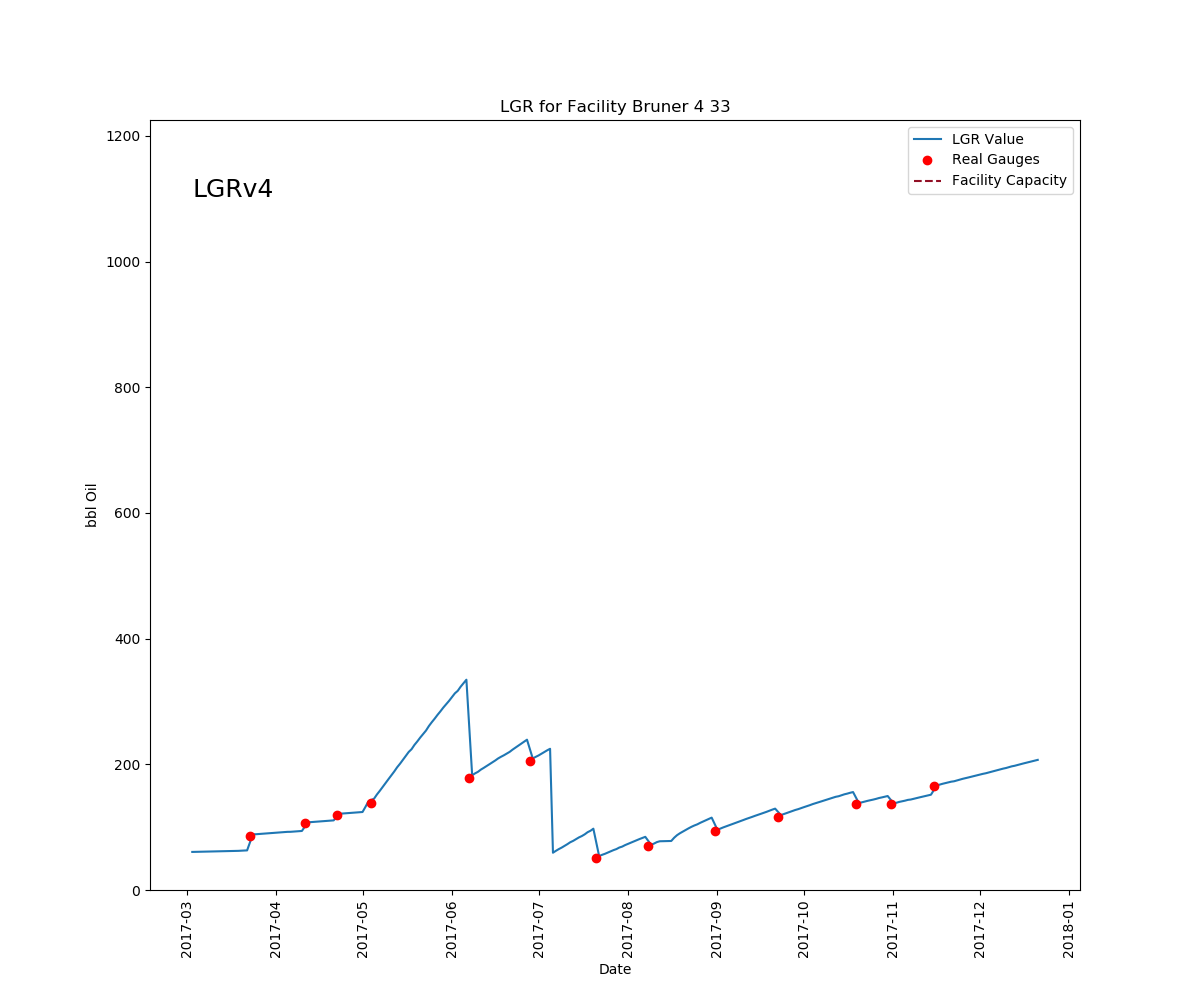 LGR for Facility Bruner 4 33
LGRv4
LGR Value
Real Gauges
Facility Capacity
1200
1000
800
600
400
200
0
bbl Oil
2017-03
2017-04
2017-05
2017-06
2017-07
2017-08
2017-09
2017-10
2017-11
2017-12
2018-01
Date